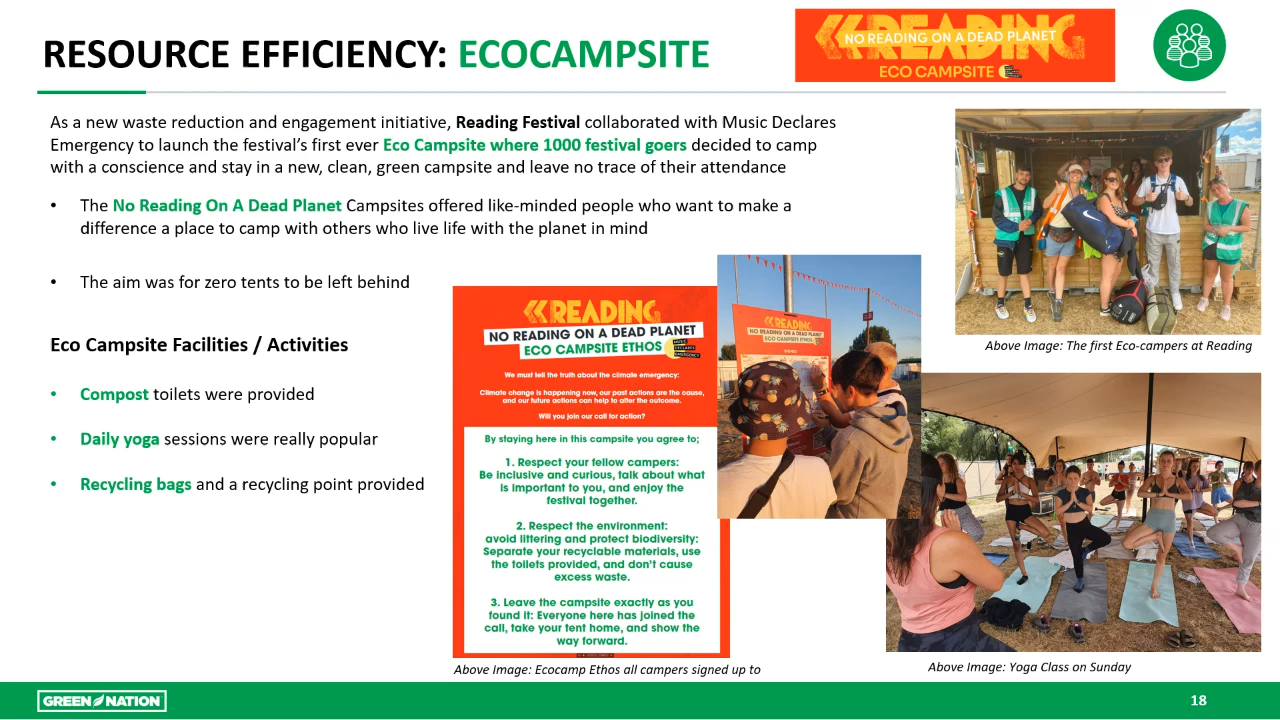 RESOURCE EFFICIENCY: ECOCAMPSITE
READING
NO READING ON A DEAD PLANET
ECO CAMPSITE
As a new waste reduction and engagement initiative, Reading Festival collaborated with Music Declares
Emergency to launch the festival's first ever Eco Campsite where 1000 festival goers decided to camp
with a conscience and stay in a new, clean, green campsite and leave no trace of their attendance
• The No Reading On A Dead Planet Campsites offered like-minded people who want to make a
difference a place to camp with others who live life with the planet in mind
• The aim was for zero tents to be left behind
Eco Campsite Facilities / Activities
• Compost toilets were provided
• Daily yoga sessions were really popular
• Recycling bags and a recycling point provided
READING
NO READING ON A DEAD PLANET
ECO CAMPSITE ETHOS
MUSIC
DECLARES
EMERGENCY
We must tell the truth about the climate emergency:
Climate change is happening now, our past actions are the cause,
and our future actions can help to alter the outcome.
Will you join our call for action?
By staying here in this campsite you agree to;
1. Respect your fellow campers:
Be inclusive and curious, talk about what
is important to you, and enjoy the
festival together.
2. Respect the environment:
avoid littering and protect biodiversity:
Separate your recyclable materials, use
the toilets provided, and don't cause
excess waste.
3. Leave the campsite exactly as you
found it: Everyone here has joined the
call, take your tent home, and show the
way forward.
Above Image: Ecocamp Ethos all campers signed up to
READING
NO READING ON A DEAD PLANET
ECO CAMPSITE ETHOS
Above Image: The first Eco-campers at Reading
Above Image: Yoga Class on Sunday
GREEN NATION
18